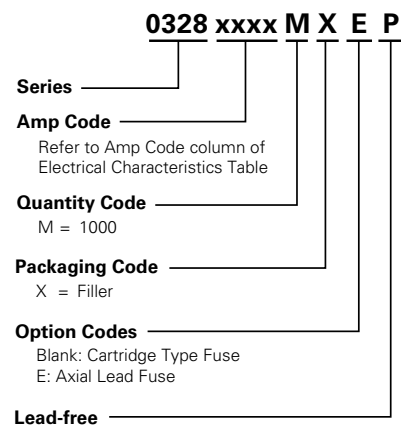 0328 xxxx M X E P
Series
Amp Code
Refer to Amp Code column of
Electrical Characteristics Table
Quantity Code
M = 1000
Packaging Code
X = Filler
Option Codes
Blank: Cartridge Type Fuse
E: Axial Lead Fuse
Lead-free